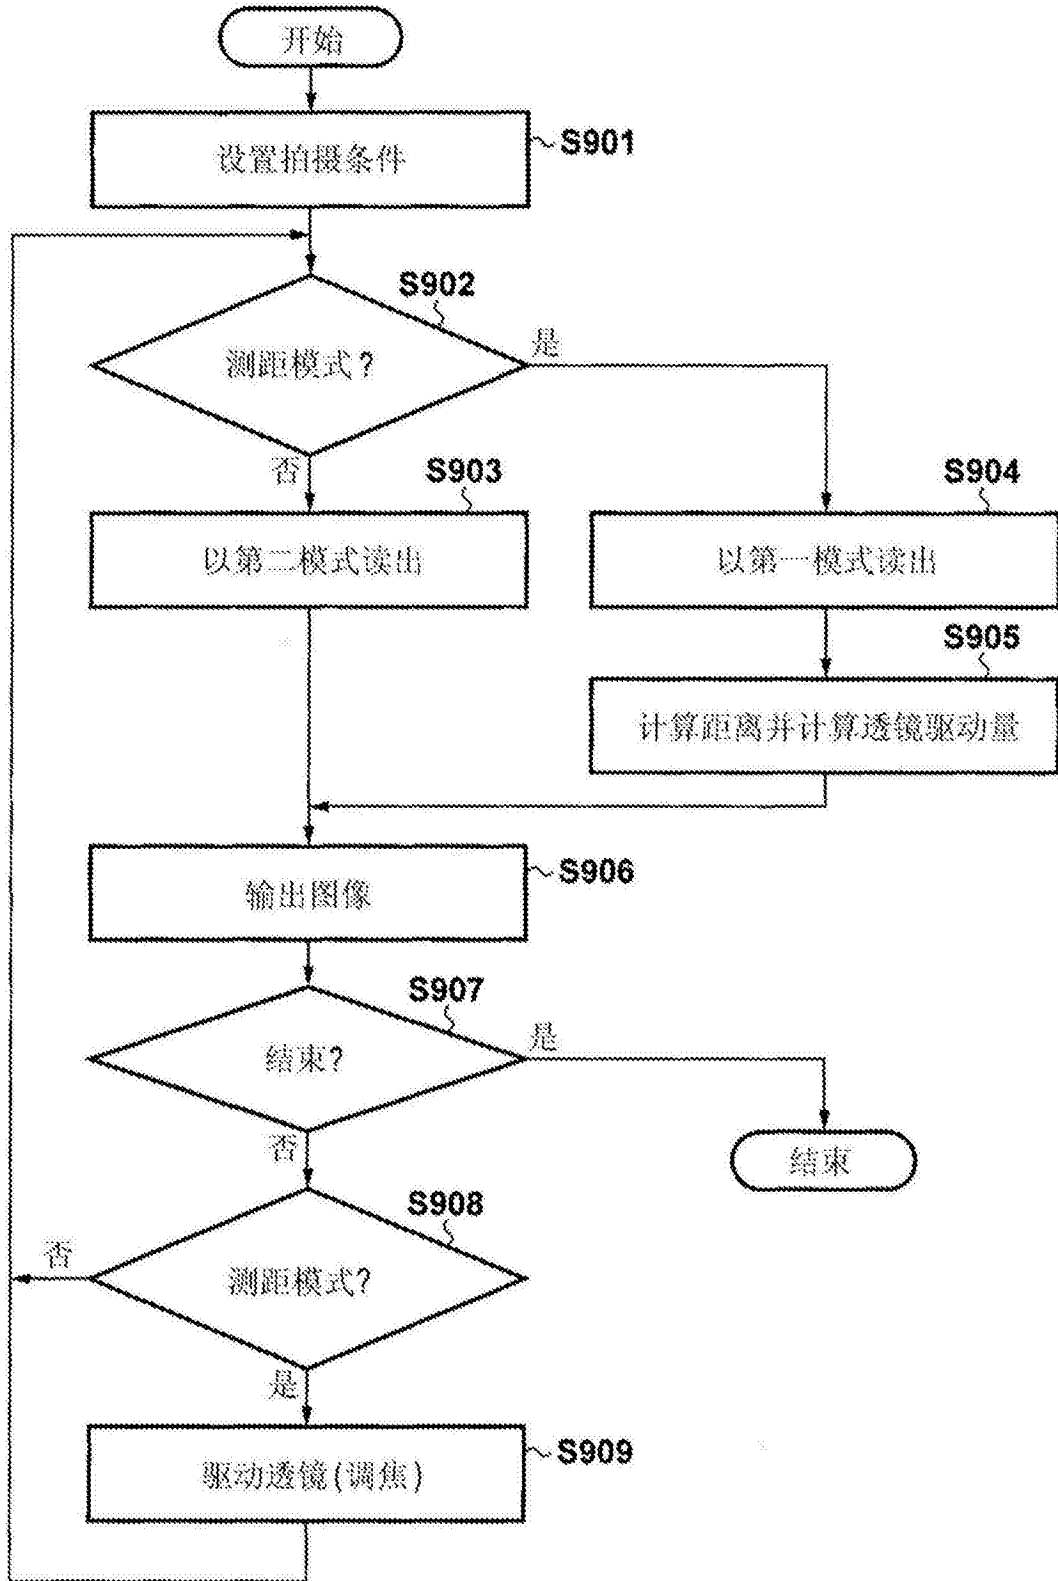 开始
设置拍摄条件
S901
S902
测距模式?
是
否
S903
以第二模式读出
S904
以第一模式读出
S905
计算距离并计算透镜驱动量
输出图像
S906
S907
结束?
是
否
结束
S908
测距模式?
否
是
驱动透镜(调焦)
S909